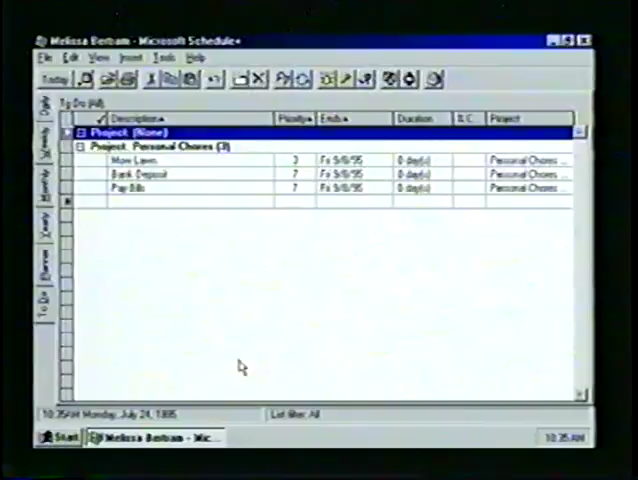 Melissa Bertram - Microsoft Schedule+
File Edit View Insert Tools Help
Today
Daily
Weekly
Monthly
Yearly
Planner
To Do
To Do (All)
Description Priority Ends Duration % C... Project
Project: (None)
Project: Personal Chores (3)
Mow Lawn 3 Fri 9/8/95 0 day(s) Personal Chores ...
Bank Deposit 7 Fri 9/8/95 0 day(s) Personal Chores ...
Pay Bills 7 Fri 9/8/95 0 day(s) Personal Chores ...
10:35AM Monday, July 24, 1995 List filter: All
Start Melissa Bertram - Mic... 10:35 AM